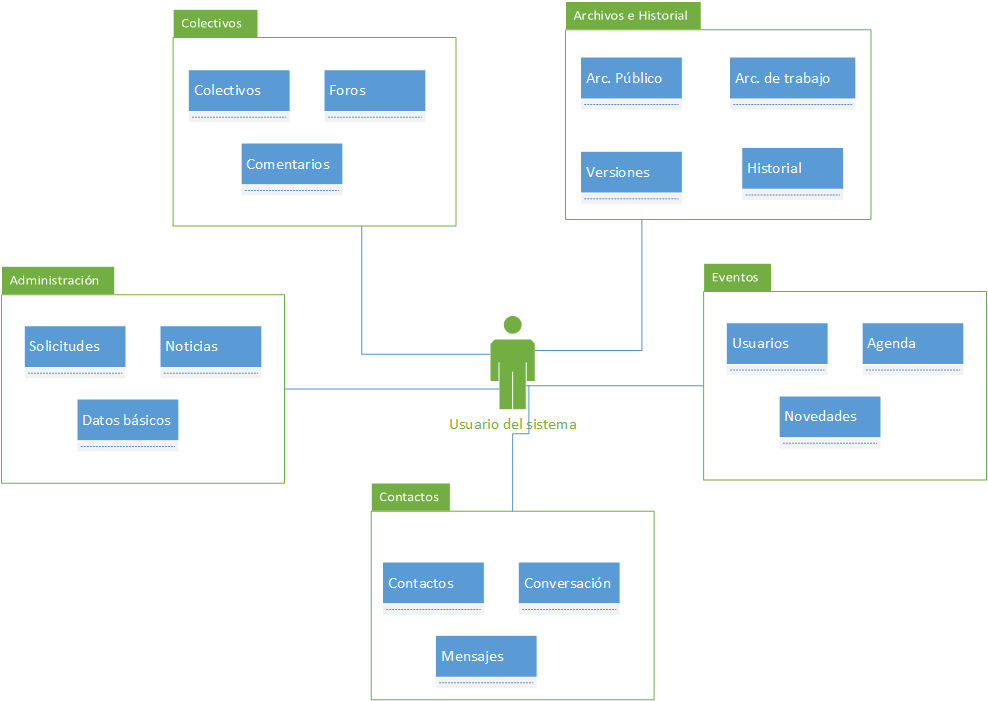 Colectivos
Colectivos
Foros
Comentarios
Archivos e Historial
Arc. Público
Arc. de trabajo
Versiones
Historial
Administración
Solicitudes
Noticias
Datos básicos
Usuario del sistema
Eventos
Usuarios
Agenda
Novedades
Contactos
Contactos
Conversación
Mensajes